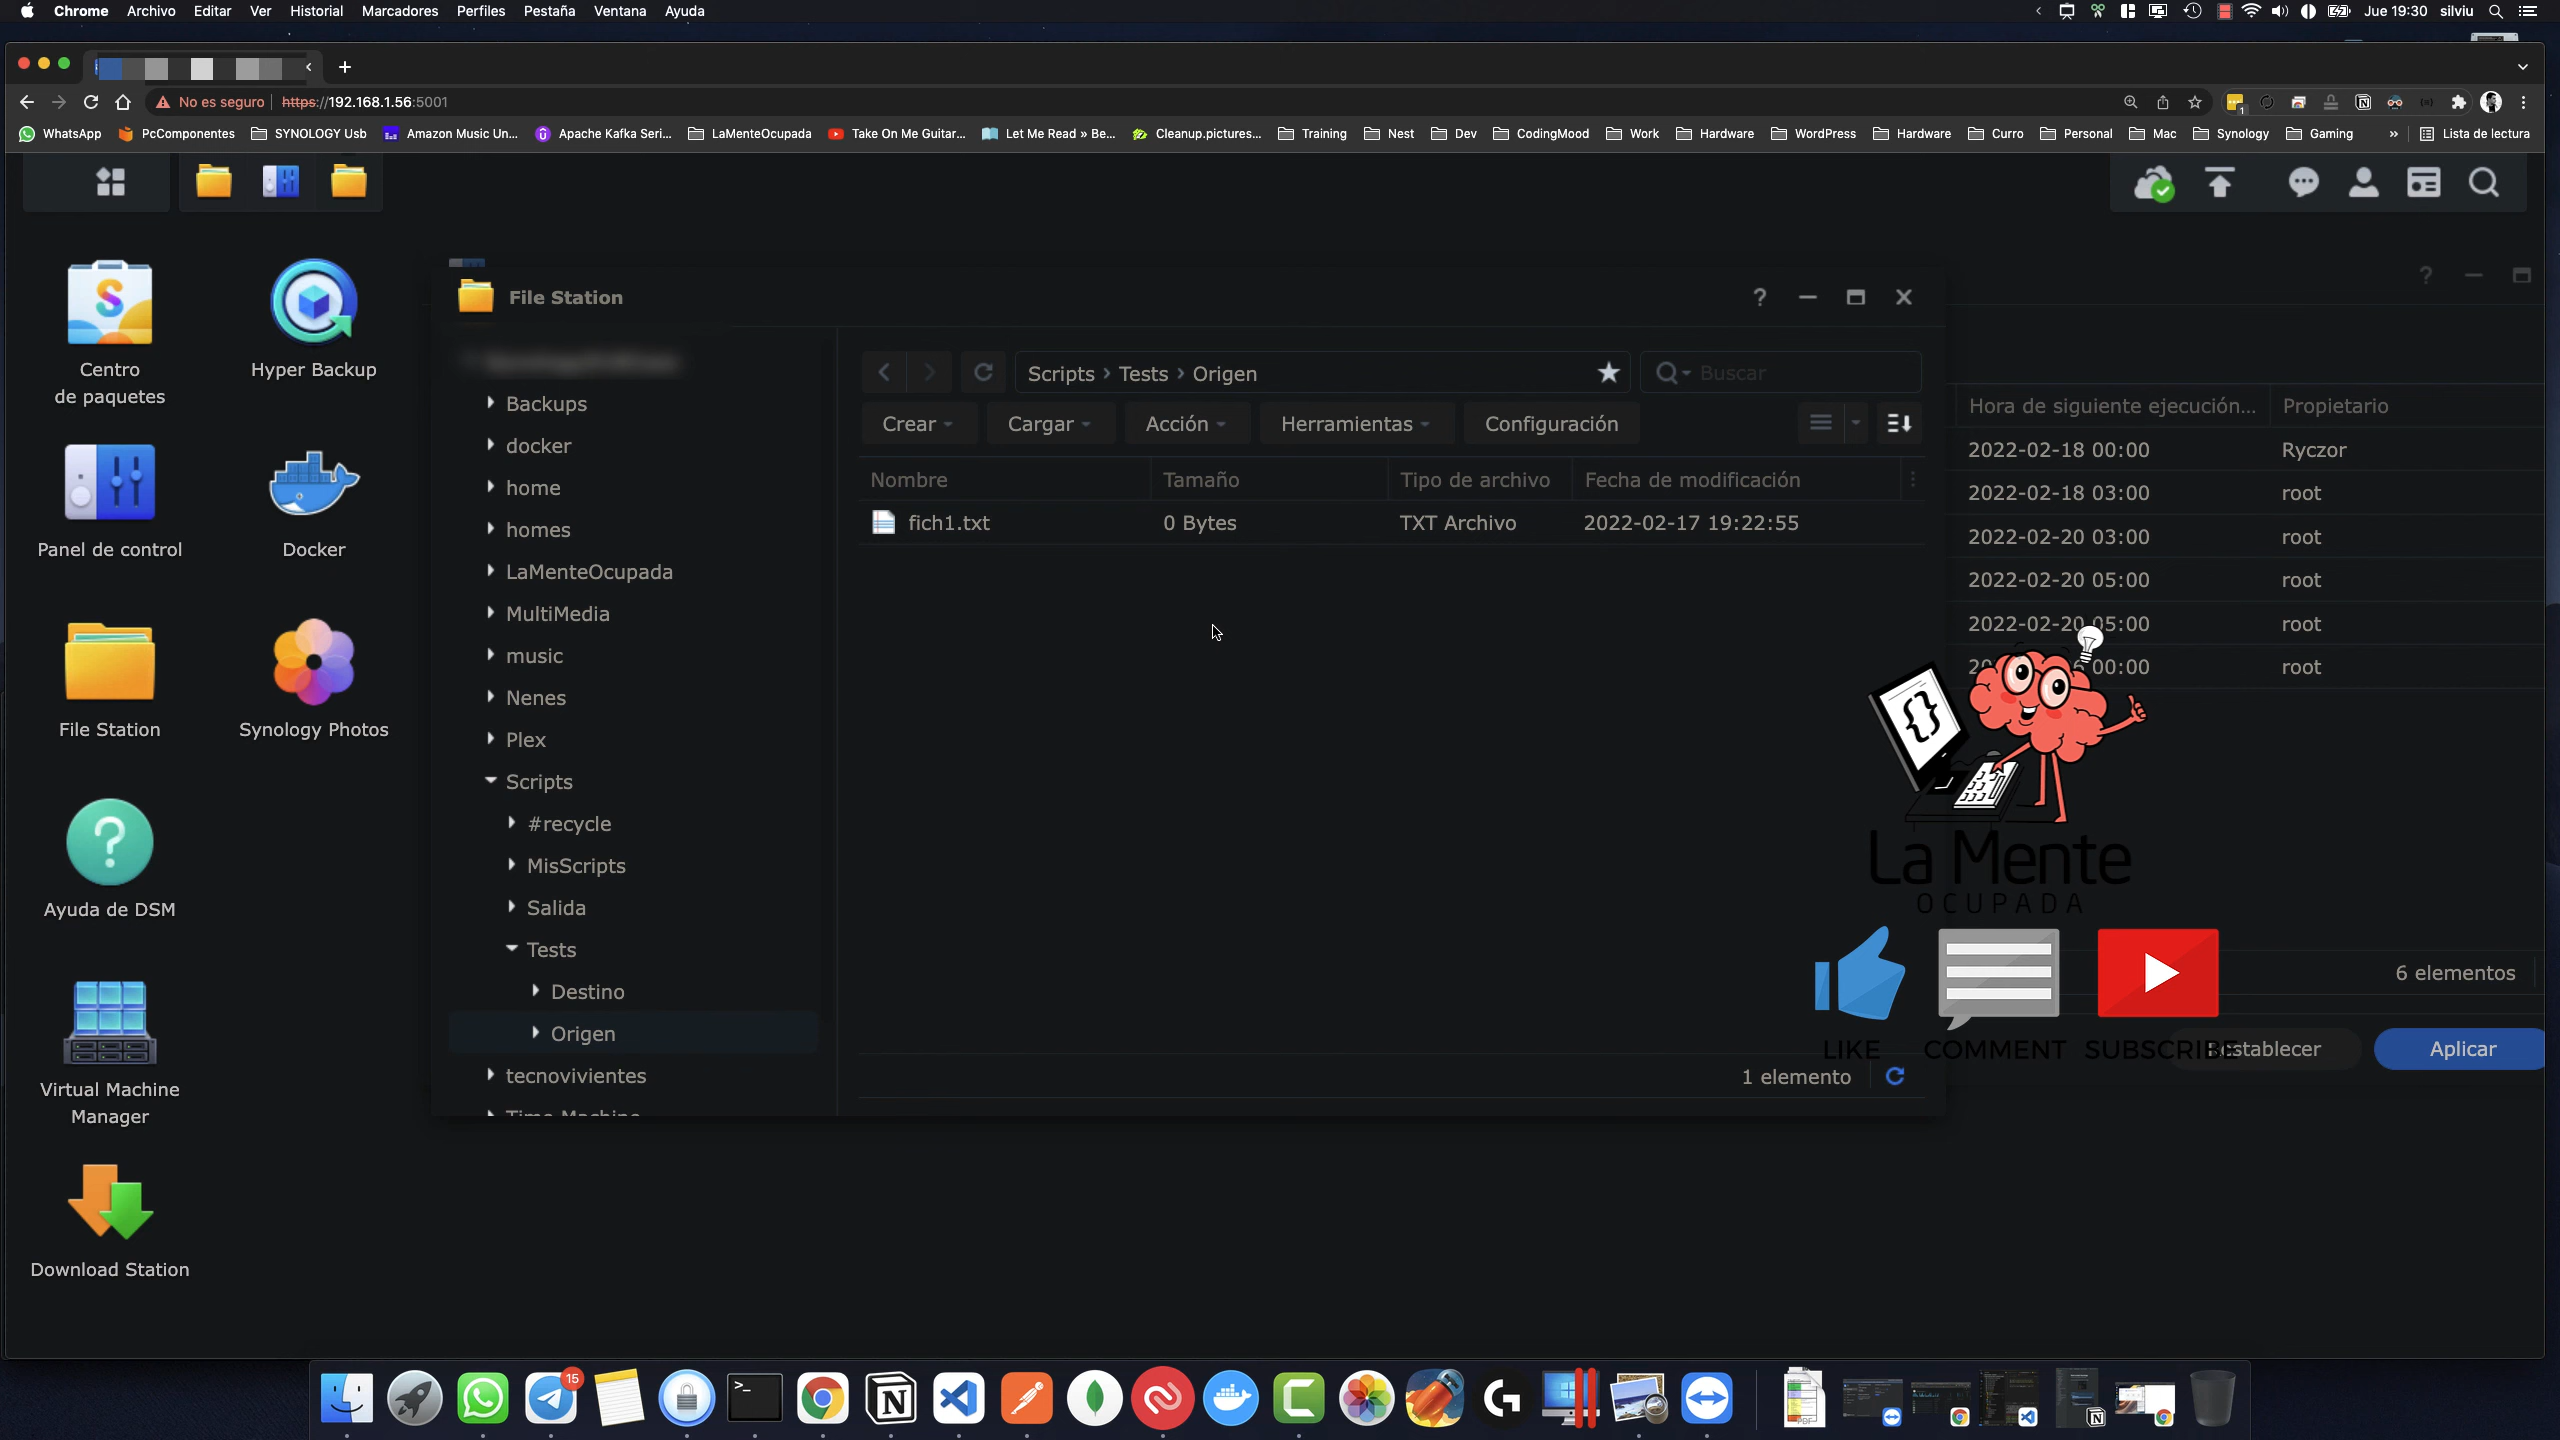 Chrome Archivo Editar Ver Historial Marcadores Perfiles Pestaña Ventana Ayuda
Jue 19:30 silviu
No es seguro https://192.168.1.56:5001
WhatsApp PcComponentes SYNOLOGY Usb Amazon Music Un... Apache Kafka Seri... LaMenteOcupada Take On Me Guitar... Let Me Read » Be... Cleanup.pictures... Training Nest Dev CodingMood Work Hardware WordPress Hardware Curro Personal Mac Synology Gaming » Lista de lectura
Centro
de paquetes
Hyper Backup
Panel de control
Docker
File Station
Synology Photos
Ayuda de DSM
Virtual Machine
Manager
Download Station
File Station
Backups
docker
home
homes
LaMenteOcupada
MultiMedia
music
Nenes
Plex
Scripts
#recycle
MisScripts
Salida
Tests
Destino
Origen
tecnovivientes
Time Machine
Scripts › Tests › Origen
Buscar
Crear Cargar Acción Herramientas Configuración
Nombre Tamaño Tipo de archivo Fecha de modificación
fich1.txt 0 Bytes TXT Archivo 2022-02-17 19:22:55
1 elemento
Hora de siguiente ejecución... Propietario
2022-02-18 00:00 Ryczor
2022-02-18 03:00 root
2022-02-20 03:00 root
2022-02-20 05:00 root
2022-02-20 05:00 root
00:00 root
{}
La Mente
OCUPADA
6 elementos
LIKE COMMENT SUBSCRIBE
establecer Aplicar
15